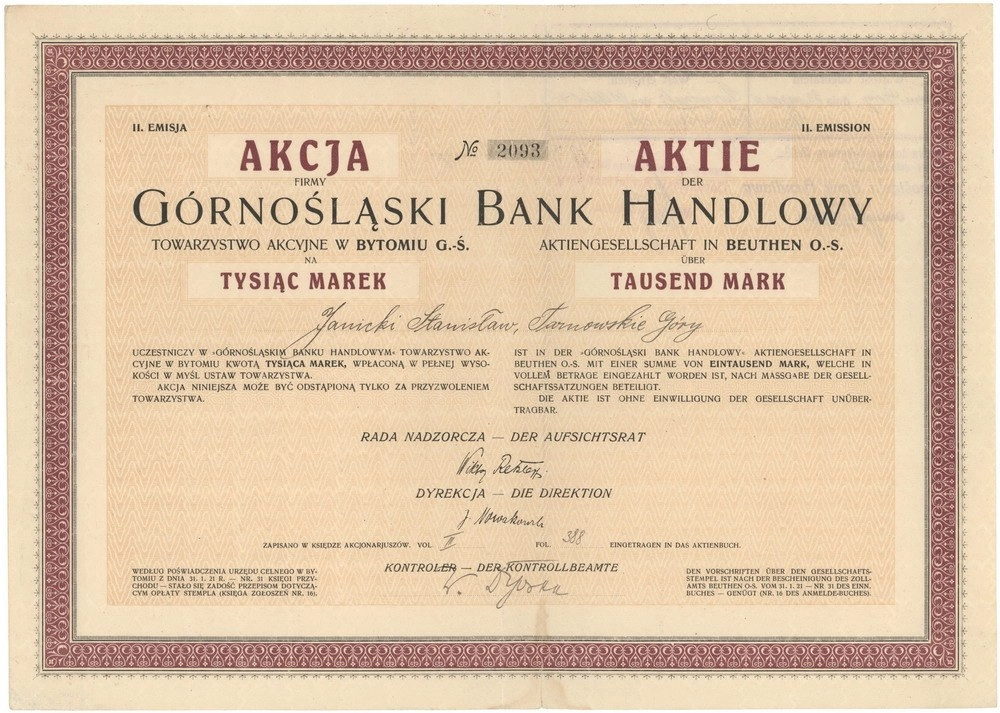 II. EMISJA
II. EMISSION
AKCJA
№ 2093
AKTIE
FIRMY
DER
GÓRNOŚLĄSKI BANK HANDLOWY
TOWARZYSTWO AKCYJNE W BYTOMIU G.-Ś.
AKTIENGESELLSCHAFT IN BEUTHEN O.-S.
NA
ÜBER
TYSIĄC MAREK
TAUSEND MARK
Janicki Stanisław, Tarnowskie Góry
UCZESTNICZY W «GÓRNOŚLĄSKIM BANKU HANDLOWYM» TOWARZYSTWO AK-
CYJNE W BYTOMIU KWOTĄ TYSIĄCA MAREK, WPŁACONĄ W PEŁNEJ WYSO-
KOŚCI W MYŚL USTAW TOWARZYSTWA.
AKCJA NINIEJSZA MOŻE BYĆ ODSTĄPIONĄ TYLKO ZA PRZYZWOLENIEM
TOWARZYSTWA.
IST IN DER «GÓRNOŚLĄSKI BANK HANDLOWY» AKTIENGESELLSCHAFT IN
BEUTHEN O.-S. MIT EINER SUMME VON EINTAUSEND MARK, WELCHE IN
VOLLEM BETRAGE EINGEZAHLT WORDEN IST, NACH MASSGABE DER GESELL-
SCHAFTSSATZUNGEN BETEILIGT.
DIE AKTIE IST OHNE EINWILLIGUNG DER GESELLSCHAFT UNÜBER-
TRAGBAR.
RADA NADZORCZA — DER AUFSICHTSRAT
DYREKCJA — DIE DIREKTION
ZAPISANO W KSIĘDZE AKCJONARJUSZÓW. VOL. II FOL. 388 EINGETRAGEN IN DAS AKTIENBUCH.
KONTROLER — DER KONTROLLBEAMTE
WEDŁUG POŚWIADCZENIA URZĘDU CELNEGO W BY-
TOMIU Z DNIA 31. 1. 21 R. — NR. 31 KSIĘGI PRZY-
CHODU — STAŁO SIĘ ZADOŚĆ PRZEPISOM DOTYCZĄ-
CYM OPŁATY STEMPLA (KSIĘGA ZGŁOSZEŃ NR. 16).
DEN VORSCHRIFTEN ÜBER DEN GESELLSCHAFTS-
STEMPEL IST NACH DER BESCHEINIGUNG DES ZOLL-
AMTS BEUTHEN O.S. VOM 31. 1. 21 — NR 31 DES EINN.
BUCHES — GENÜGT (NR. 16 DES ANMELDE-BUCHES).